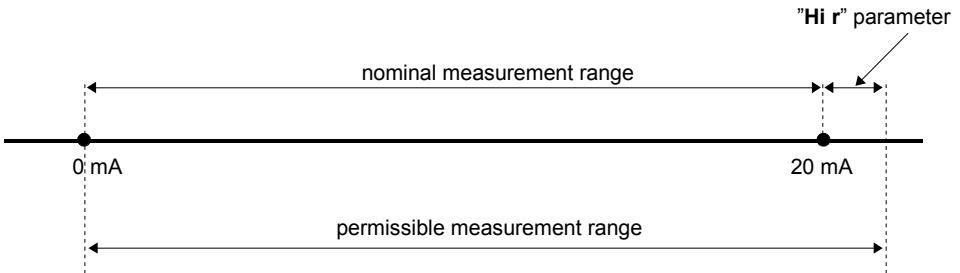 "Hi r" parameter
nominal measurement range
0 mA
20 mA
permissible measurement range